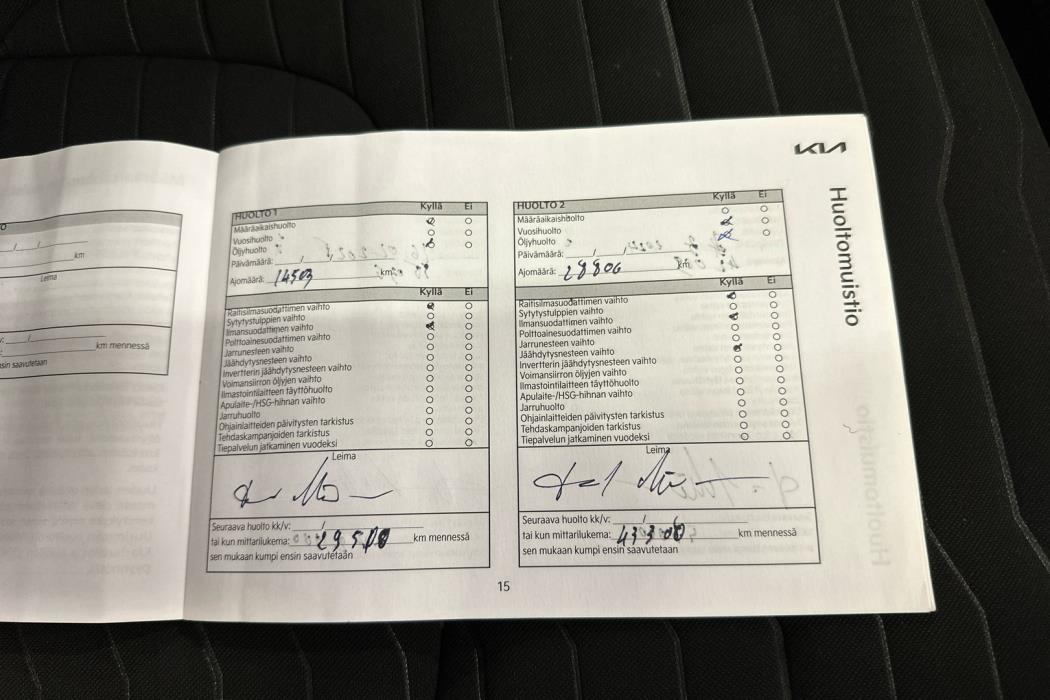 KIA
Huoltomuistio
km
Leima
km mennessä
HUOLTO 1 Kyllä Ei
Määräaikaishuolto
Vuosihuolto
Öljyhuolto
Päivämäärä: / /
Ajomäärä: 14503 km
Kyllä Ei
Raitisilmasuodattimen vaihto
Sytytystulppien vaihto
Ilmansuodattimen vaihto
Polttoainesuodattimen vaihto
Jarrunesteen vaihto
Jäähdytysnesteen vaihto
Invertterin jäähdytysnesteen vaihto
Voimansiirron öljyjen vaihto
Ilmastointilaitteen täyttöhuolto
Apulaite-/HSG-hihnan vaihto
Jarruhuolto
Ohjainlaitteiden päivitysten tarkistus
Tehdaskampanjoiden tarkistus
Tiepalvelun jatkaminen vuodeksi
Leima
Seuraava huolto kk/v: /
tai kun mittarilukema: 29500 km mennessä
sen mukaan kumpi ensin saavutetaan
HUOLTO 2 Kyllä Ei
Määräaikaishuolto
Vuosihuolto
Öljyhuolto
Päivämäärä: / /
Ajomäärä: 28806 km
Kyllä Ei
Raitisilmasuodattimen vaihto
Sytytystulppien vaihto
Ilmansuodattimen vaihto
Polttoainesuodattimen vaihto
Jarrunesteen vaihto
Jäähdytysnesteen vaihto
Invertterin jäähdytysnesteen vaihto
Voimansiirron öljyjen vaihto
Ilmastointilaitteen täyttöhuolto
Apulaite-/HSG-hihnan vaihto
Jarruhuolto
Ohjainlaitteiden päivitysten tarkistus
Tehdaskampanjoiden tarkistus
Tiepalvelun jatkaminen vuodeksi
Leima
Seuraava huolto kk/v: /
tai kun mittarilukema: 43300 km mennessä
sen mukaan kumpi ensin saavutetaan
15